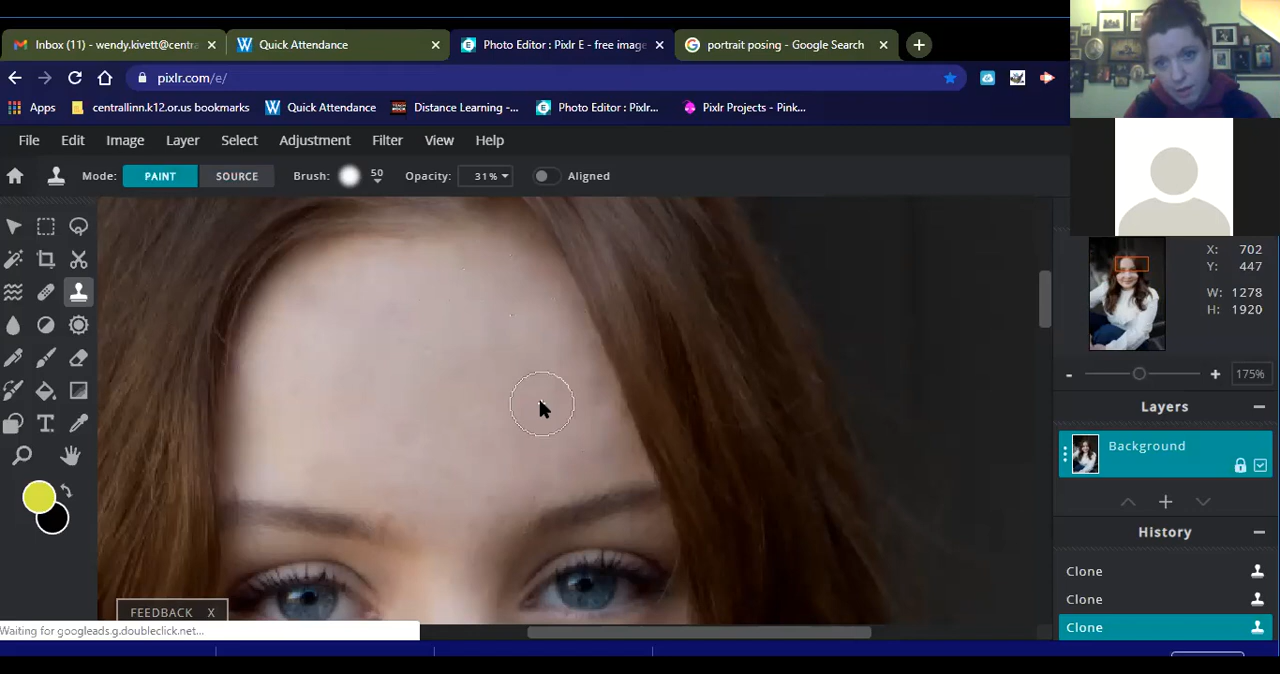 Inbox (11) - wendy.kivett@centra
Quick Attendance
Photo Editor : Pixlr E - free image
portrait posing - Google Search
pixlr.com/e/
Apps
centrallinn.k12.or.us bookmarks
Quick Attendance
Distance Learning -...
Photo Editor : Pixlr...
Pixlr Projects - Pink...
File
Edit
Image
Layer
Select
Adjustment
Filter
View
Help
Mode:
PAINT
SOURCE
Brush:
50
Opacity:
31%
Aligned
X: 702
Y: 447
W: 1278
H: 1920
175%
Layers
Background
History
Clone
Clone
Clone
FEEDBACK X
Waiting for googleads.g.doubleclick.net...